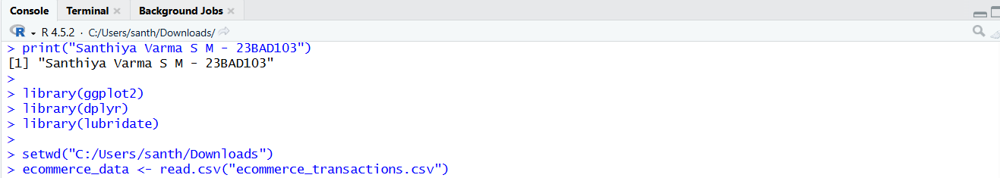 Console Terminal Background Jobs
R R 4.5.2 · C:/Users/santh/Downloads/
> print("Santhiya Varma S M - 23BAD103")
[1] "Santhiya Varma S M - 23BAD103"
>
> library(ggplot2)
> library(dplyr)
> library(lubridate)
>
> setwd("C:/Users/santh/Downloads")
> ecommerce_data <- read.csv("ecommerce_transactions.csv")